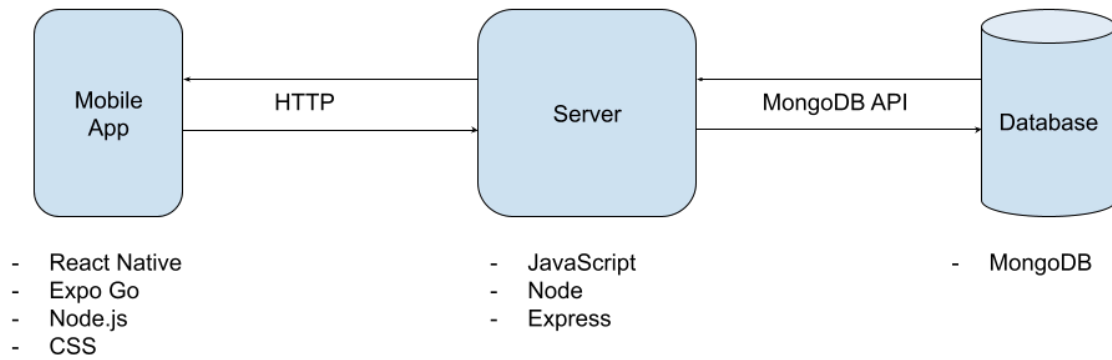 Mobile
App
HTTP
Server
MongoDB API
Database
- React Native
- Expo Go
- Node.js
- CSS
- JavaScript
- Node
- Express
- MongoDB